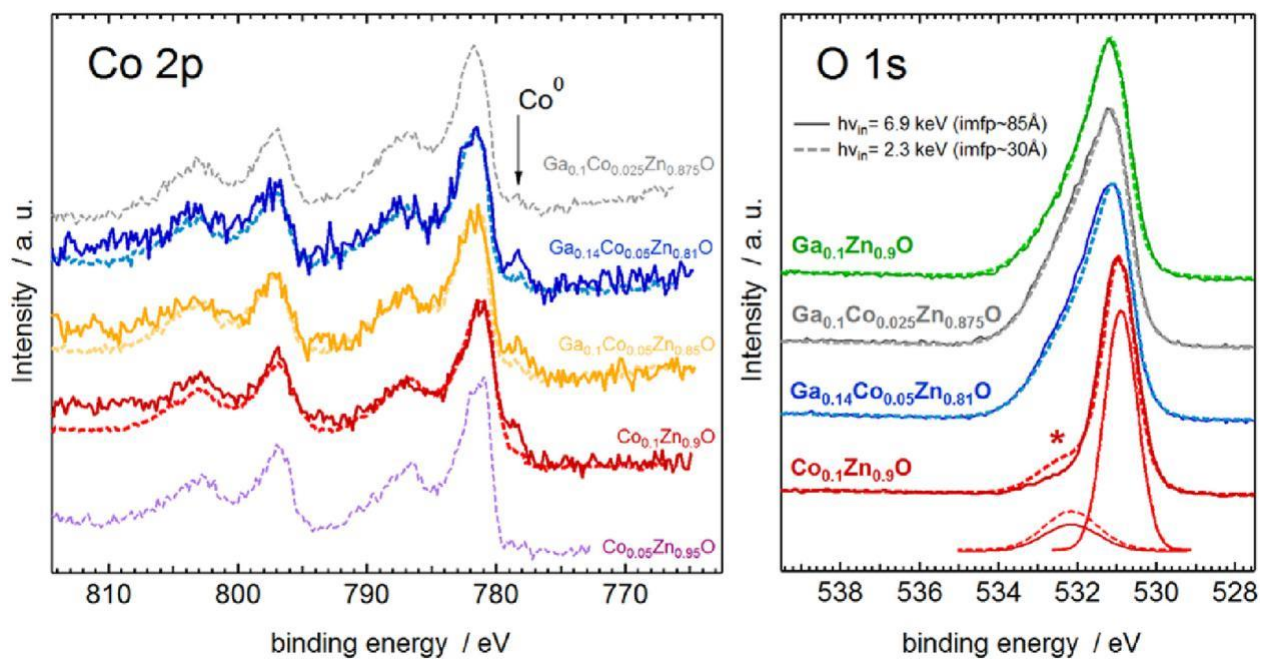 Co 2p
Co⁰
Ga₀.₁Co₀.₀₂₅Zn₀.₈₇₅O
Ga₀.₁₄Co₀.₀₅Zn₀.₈₁O
Ga₀.₁Co₀.₀₅Zn₀.₈₅O
Co₀.₁Zn₀.₉O
Co₀.₀₅Zn₀.₉₅O
Intensity / a. u.
810 800 790 780 770
binding energy / eV
O 1s
hνᵢₙ= 6.9 keV (imfp~85Å)
hνᵢₙ= 2.3 keV (imfp~30Å)
Ga₀.₁Zn₀.₉O
Ga₀.₁Co₀.₀₂₅Zn₀.₈₇₅O
Ga₀.₁₄Co₀.₀₅Zn₀.₈₁O
*
Co₀.₁Zn₀.₉O
Intensity / a. u.
538 536 534 532 530 528
binding energy / eV